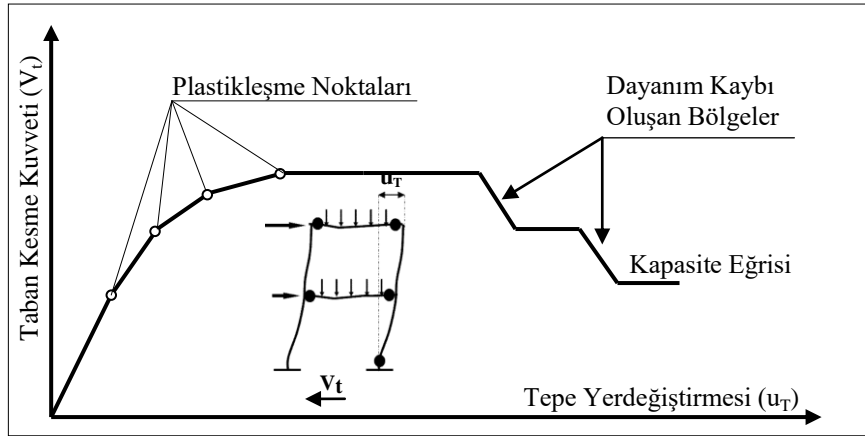 Taban Kesme Kuvveti (Vt)
Plastikleşme Noktaları
Dayanım Kaybı
Oluşan Bölgeler
uT
Kapasite Eğrisi
Vt
Tepe Yerdeğiştirmesi (uT)